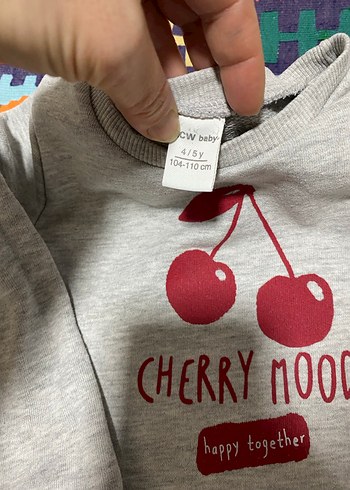 CW baby
4 / 5 y
104-110 cm
CHERRY MOOD
happy together